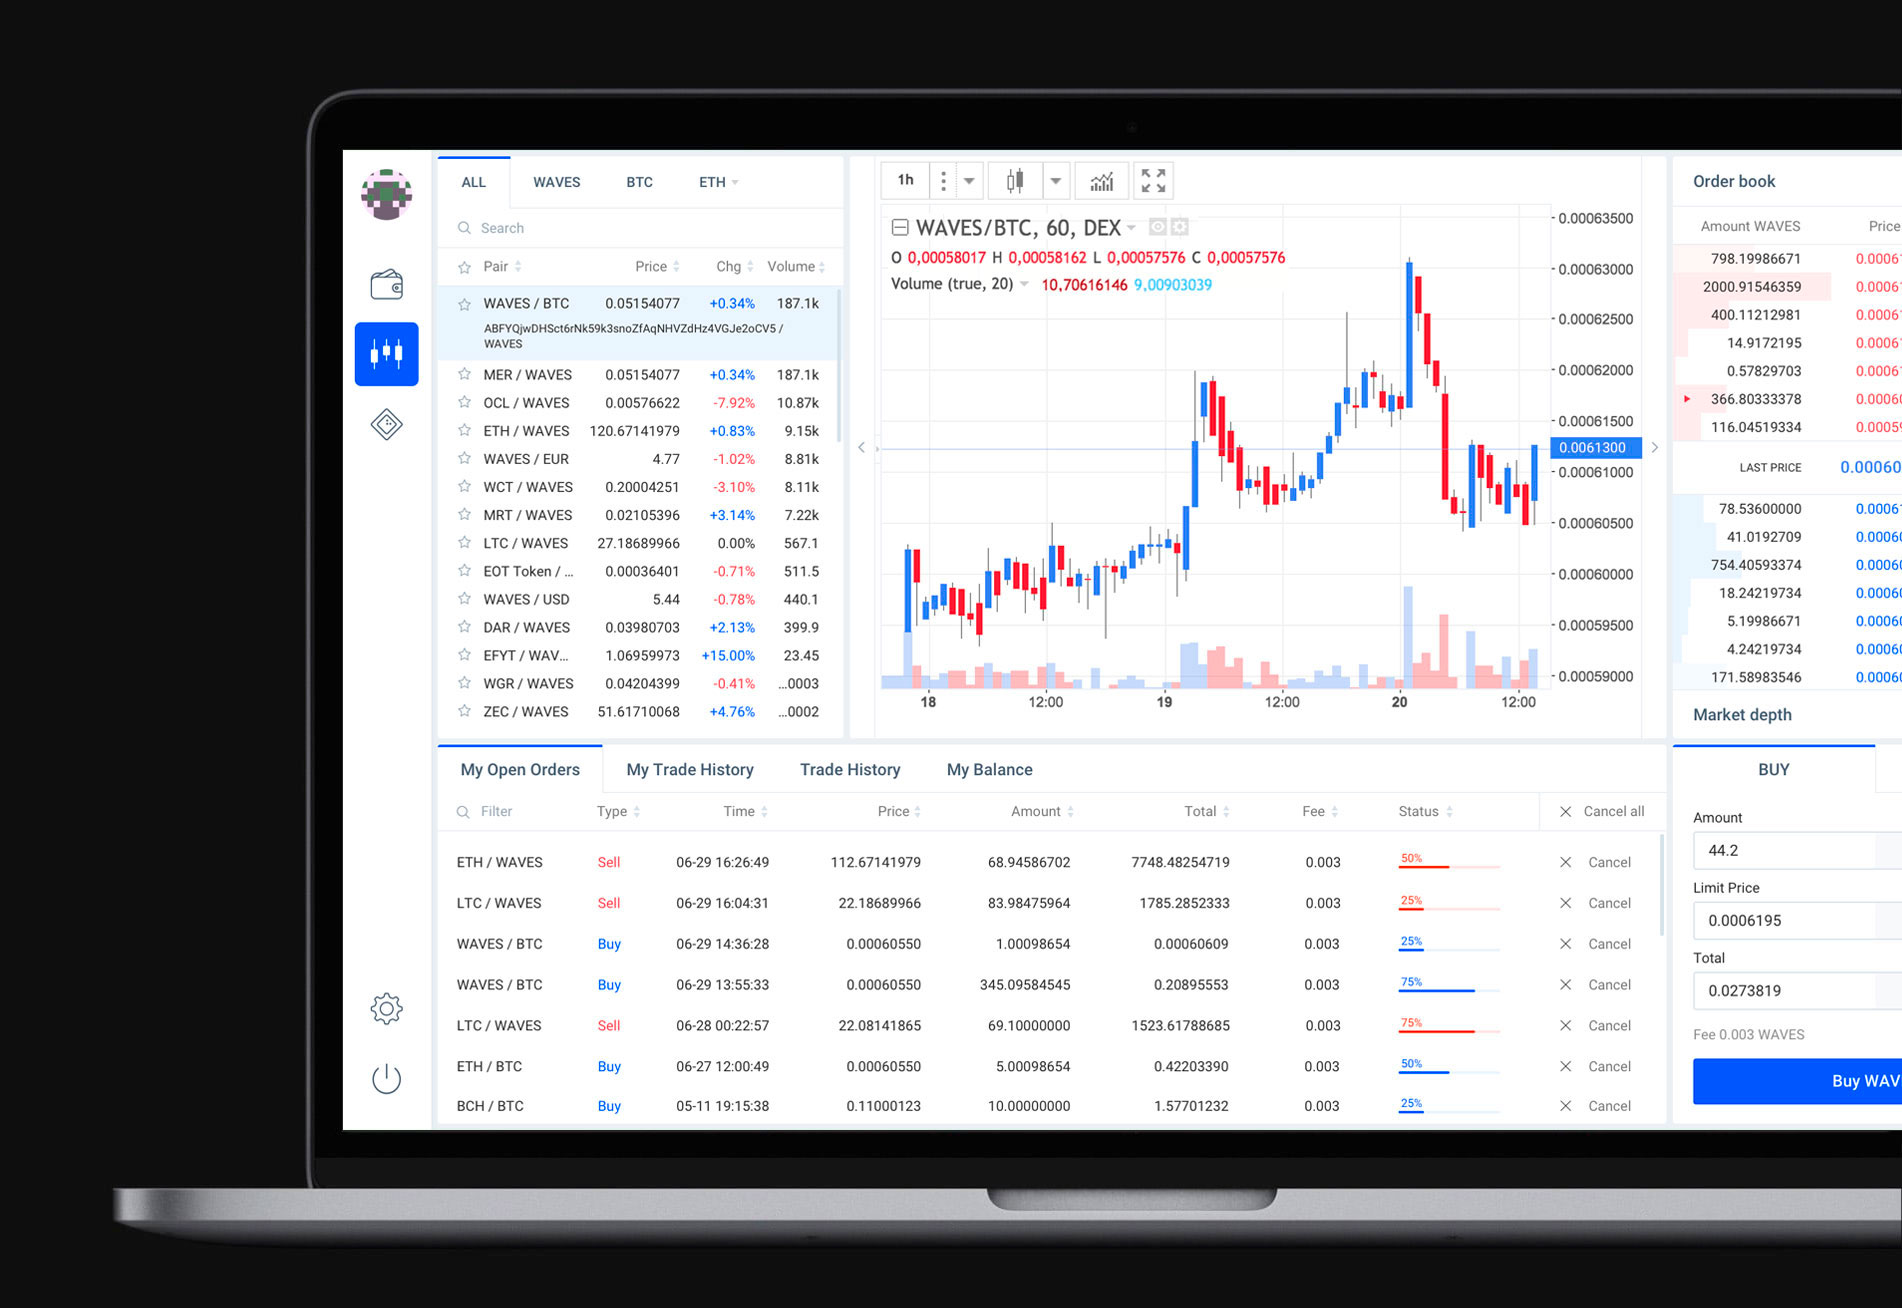 ALL WAVES BTC ETH
Search
Pair Price Chg Volume
WAVES / BTC 0.05154077 +0.34% 187.1k
ABFYQjwDHSct6rNk59k3snoZfAqNHVZdHz4VGJe2oCV5 /
WAVES
MER / WAVES 0.05154077 +0.34% 187.1k
OCL / WAVES 0.00576622 -7.92% 10.87k
ETH / WAVES 120.67141979 +0.83% 9.15k
WAVES / EUR 4.77 -1.02% 8.81k
WCT / WAVES 0.20004251 -3.10% 8.11k
MRT / WAVES 0.02105396 +3.14% 7.22k
LTC / WAVES 27.18689966 0.00% 567.1
EOT Token / ... 0.00036401 -0.71% 511.5
WAVES / USD 5.44 -0.78% 440.1
DAR / WAVES 0.03980703 +2.13% 399.9
EFYT / WAV... 1.06959973 +15.00% 23.45
WGR / WAVES 0.04204399 -0.41% ...0003
ZEC / WAVES 51.61710068 +4.76% ...0002
1h
WAVES/BTC, 60, DEX
O 0,00058017 H 0,00058162 L 0,00057576 C 0,00057576
Volume (true, 20) 10,70616146 9,00903039
0.00063500
0.00063000
0.00062500
0.00062000
0.00061500
0.0061300
0.00061000
0.00060500
0.00060000
0.00059500
0.00059000
18 12:00 19 12:00 20 12:00
Order book
Amount WAVES Price
798.19986671 0.0006
2000.91546359 0.0006
400.11212981 0.0006
14.9172195 0.0006
0.57829703 0.0006
366.80333378 0.0006
116.04519334 0.0005
LAST PRICE 0.00060
78.53600000 0.0006
41.0192709 0.0006
754.40593374 0.0006
18.24219734 0.0006
5.19986671 0.0006
4.24219734 0.0006
171.58983546 0.0006
Market depth
My Open Orders My Trade History Trade History My Balance
Filter Type Time Price Amount Total Fee Status Cancel all
ETH / WAVES Sell 06-29 16:26:49 112.67141979 68.94586702 7748.48254719 0.003 50% Cancel
LTC / WAVES Sell 06-29 16:04:31 22.18689966 83.98475964 1785.2852333 0.003 25% Cancel
WAVES / BTC Buy 06-29 14:36:28 0.00060550 1.00098654 0.00060609 0.003 25% Cancel
WAVES / BTC Buy 06-29 13:55:33 0.00060550 345.09584545 0.20895553 0.003 75% Cancel
LTC / WAVES Sell 06-28 00:22:57 22.08141865 69.10000000 1523.61788685 0.003 75% Cancel
ETH / BTC Buy 06-27 12:00:49 0.00060550 5.00098654 0.42203390 0.003 50% Cancel
BCH / BTC Buy 05-11 19:15:38 0.11000123 10.00000000 1.57701232 0.003 25% Cancel
BUY
Amount
44.2
Limit Price
0.0006195
Total
0.0273819
Fee 0.003 WAVES
Buy WAV